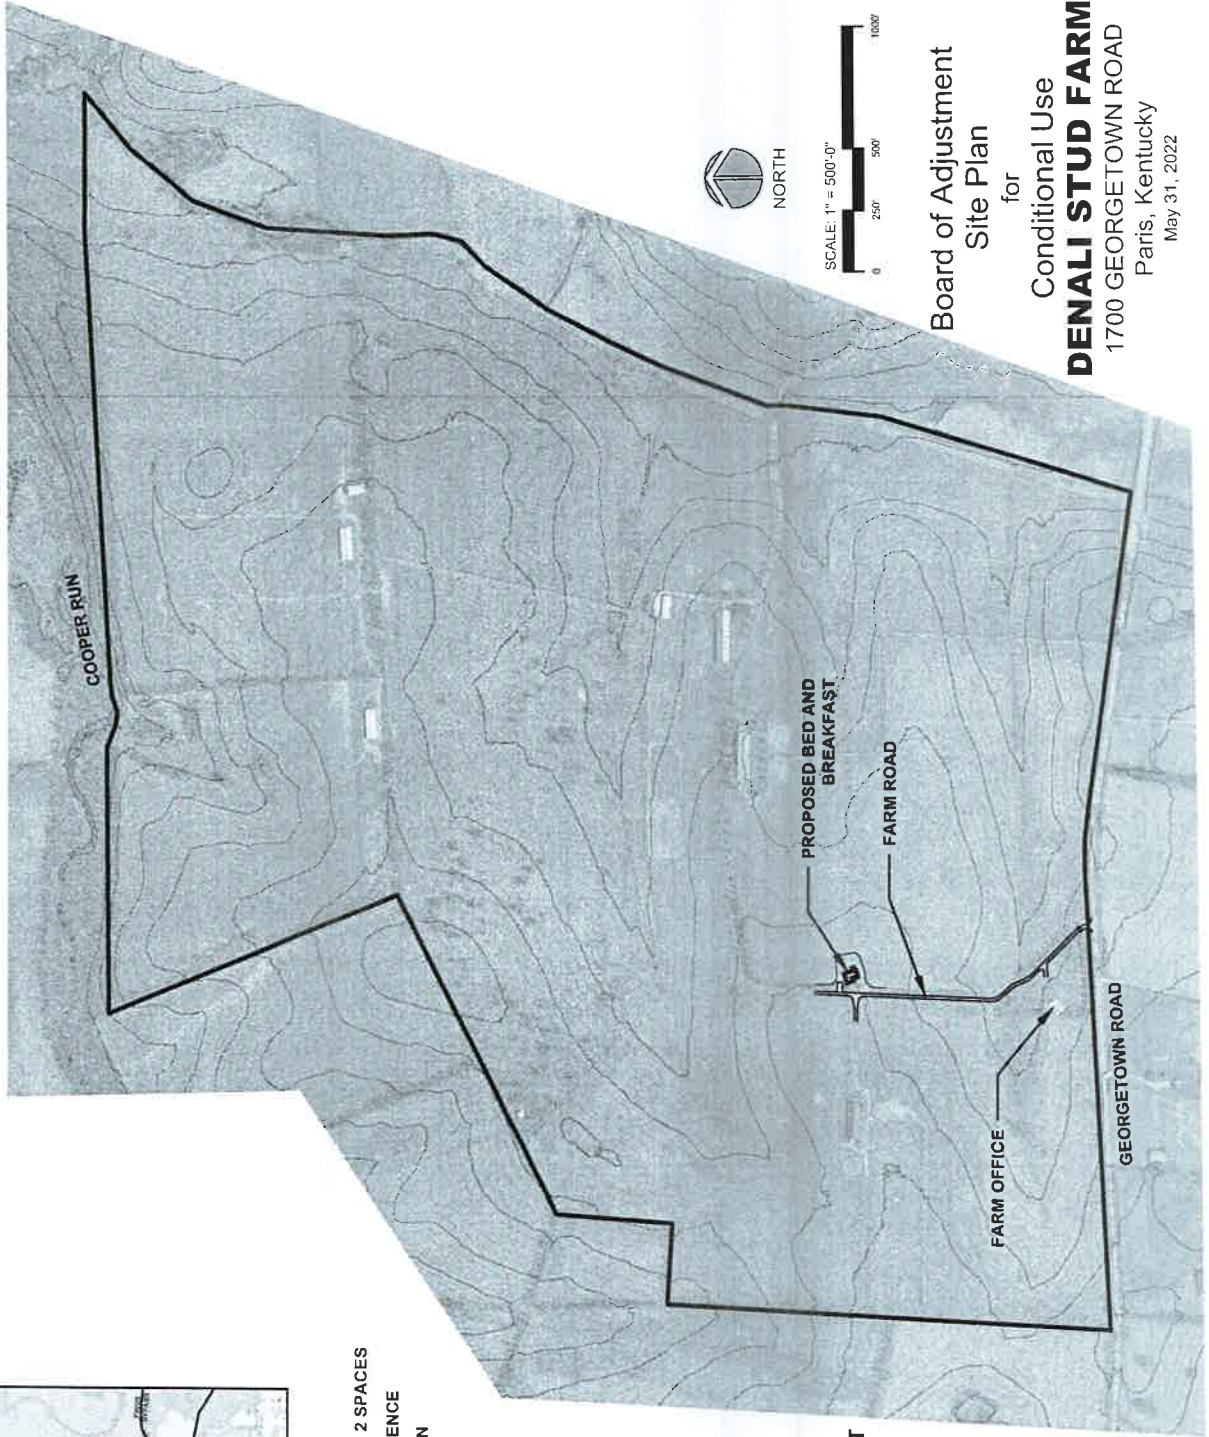 COOPER RUN
PROPOSED BED AND
BREAKFAST
FARM ROAD
FARM OFFICE
GEORGETOWN ROAD
2 SPACES
ENCE
N
T
NORTH
SCALE: 1" = 500'-0"
0 250' 500' 1000'
Board of Adjustment
Site Plan
for
Conditional Use
DENALI STUD FARM
1700 GEORGETOWN ROAD
Paris, Kentucky
May 31, 2022